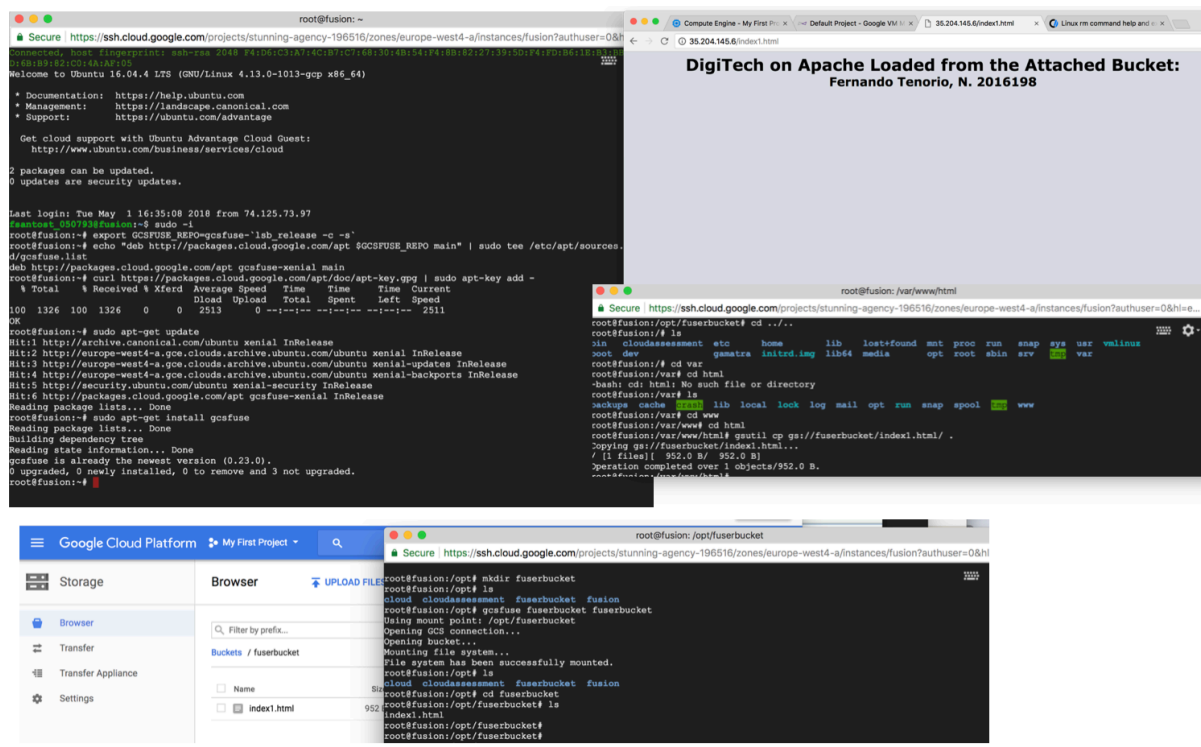 root@fusion: ~
Secure https://ssh.cloud.google.com/projects/stunning-agency-196516/zones/europe-west4-a/instances/fusion?authuser=0&h
Connected, host fingerprint: ssh-rsa 2048
Welcome to Ubuntu 16.04.4 LTS (GNU/Linux 4.13.0-1013-gcp x86_64)
* Documentation: https://help.ubuntu.com
* Management: https://landscape.canonical.com
* Support: https://ubuntu.com/advantage
Get cloud support with Ubuntu Advantage Cloud Guest:
http://www.ubuntu.com/business/services/cloud
2 packages can be updated.
0 updates are security updates.
Last login: Tue May 1 16:35:08 2018 from 74.125.73.97
fsantost_050793@fusion:~$ sudo -i
root@fusion:~# export GCSFUSE_REPO=gcsfuse-`lsb_release -c -s`
root@fusion:~# echo "deb http://packages.cloud.google.com/apt $GCSFUSE_REPO main" | sudo tee /etc/apt/sources.
d/gcsfuse.list
deb http://packages.cloud.google.com/apt gcsfuse-xenial main
root@fusion:~# curl https://packages.cloud.google.com/apt/doc/apt-key.gpg | sudo apt-key add -
% Total % Received % Xferd Average Speed Time Time Time Current
Dload Upload Total Spent Left Speed
100 1326 100 1326 0 0 2513 0 --:--:-- --:--:-- --:--:-- 2511
OK
root@fusion:~# sudo apt-get update
Hit:1 http://archive.canonical.com/ubuntu xenial InRelease
Hit:2 http://europe-west4-a.gce.clouds.archive.ubuntu.com/ubuntu xenial InRelease
Hit:3 http://europe-west4-a.gce.clouds.archive.ubuntu.com/ubuntu xenial-updates InRelease
Hit:4 http://europe-west4-a.gce.clouds.archive.ubuntu.com/ubuntu xenial-backports InRelease
Hit:5 http://security.ubuntu.com/ubuntu xenial-security InRelease
Hit:6 http://packages.cloud.google.com/apt gcsfuse-xenial InRelease
Reading package lists... Done
root@fusion:~# sudo apt-get install gcsfuse
Reading package lists... Done
Building dependency tree
Reading state information... Done
gcsfuse is already the newest version (0.23.0).
0 upgraded, 0 newly installed, 0 to remove and 3 not upgraded.
root@fusion:~#
Compute Engine - My First Pro Default Project - Google VM 35.204.145.6/index1.html Linux rm command help and
35.204.145.6/index1.html
DigiTech on Apache Loaded from the Attached Bucket:
Fernando Tenorio, N. 2016198
root@fusion: /var/www/html
Secure https://ssh.cloud.google.com/projects/stunning-agency-196516/zones/europe-west4-a/instances/fusion?authuser=0&hl=e...
root@fusion:/opt/fuserbucket# cd ../..
root@fusion:/# ls
bin cloudassessment etc home lib lost+found mnt proc run snap sys usr vmlinuz
boot dev gamatra initrd.img lib64 media opt root sbin srv tmp var
root@fusion:/# cd var
root@fusion:/var# cd html
-bash: cd: html: No such file or directory
root@fusion:/var# ls
backups cache crash lib local lock log mail opt run snap spool tmp www
root@fusion:/var# cd www
root@fusion:/var/www# cd html
root@fusion:/var/www/html# gsutil cp gs://fuserbucket/index1.html/ .
Copying gs://fuserbucket/index1.html...
/ [1 files][ 952.0 B/ 952.0 B]
Operation completed over 1 objects/952.0 B.
root@fusion:/var/www/html#
Google Cloud Platform My First Project
Storage
Browser
Transfer
Transfer Appliance
Settings
Browser UPLOAD FILES
Filter by prefix...
Buckets / fuserbucket
Name Siz
index1.html 952
root@fusion: /opt/fuserbucket
Secure https://ssh.cloud.google.com/projects/stunning-agency-196516/zones/europe-west4-a/instances/fusion?authuser=0&hl
root@fusion:/opt# mkdir fuserbucket
root@fusion:/opt# ls
cloud cloudassessment fuserbucket fusion
root@fusion:/opt# gcsfuse fuserbucket fuserbucket
Using mount point: /opt/fuserbucket
Opening GCS connection...
Opening bucket...
Mounting file system...
File system has been successfully mounted.
root@fusion:/opt# ls
cloud cloudassessment fuserbucket fusion
root@fusion:/opt# cd fuserbucket
root@fusion:/opt/fuserbucket# ls
index1.html
root@fusion:/opt/fuserbucket#
root@fusion:/opt/fuserbucket#